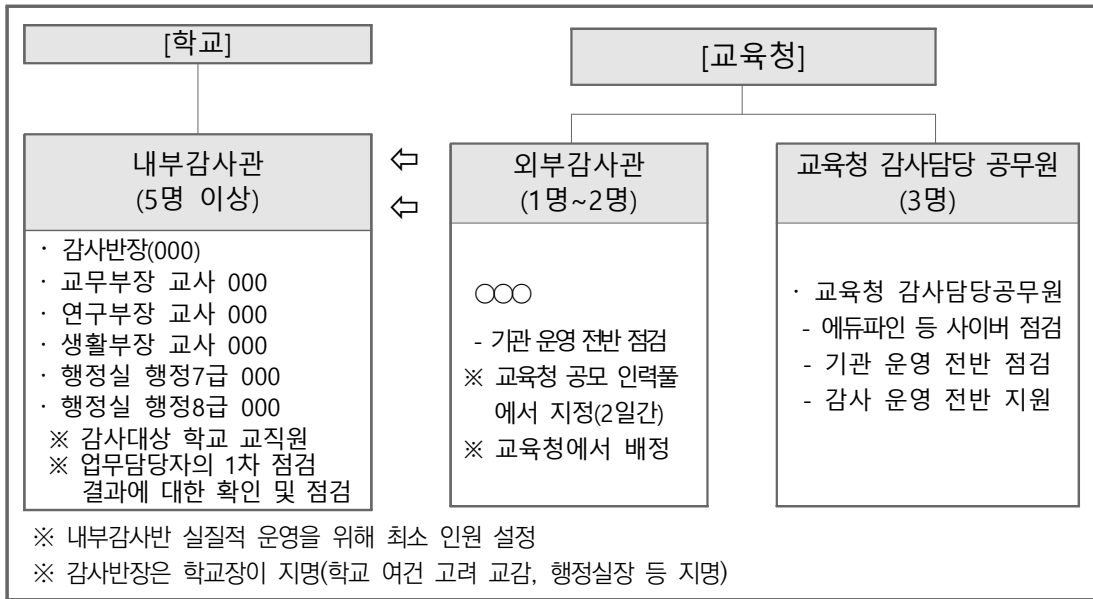 [학교]
[교육청]
내부감사관
(5명 이상)
⇦
⇦
외부감사관
(1명~2명)
교육청 감사담당 공무원
(3명)
· 감사반장(000)
· 교무부장 교사 000
· 연구부장 교사 000
· 생활부장 교사 000
· 행정실 행정7급 000
· 행정실 행정8급 000
※ 감사대상 학교 교직원
※ 업무담당자의 1차 점검
결과에 대한 확인 및 점검
○○○
- 기관 운영 전반 점검
※ 교육청 공모 인력풀
에서 지정(2일간)
※ 교육청에서 배정
· 교육청 감사담당공무원
- 에듀파인 등 사이버 점검
- 기관 운영 전반 점검
- 감사 운영 전반 지원
※ 내부감사반 실질적 운영을 위해 최소 인원 설정
※ 감사반장은 학교장이 지명(학교 여건 고려 교감, 행정실장 등 지명)